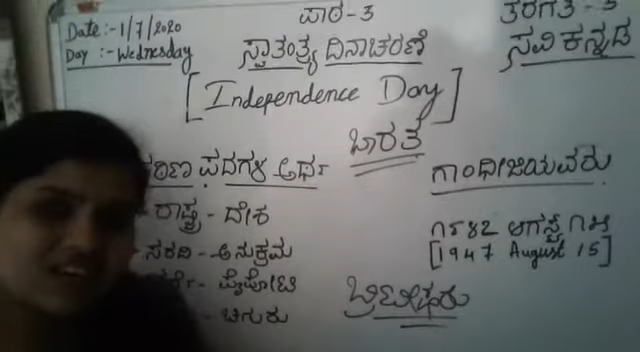 Date:-1/7/2020
Day :- Wednesday
ಪಾಠ-3
ತರಗತಿ-5
ಸ್ವಾತಂತ್ರ್ಯ ದಿನಾಚರಣೆ
ಸವಿ ಕನ್ನಡ
[Independence Day]
ಭಾರತ
ಪದಗಳ ಅರ್ಥ
ಗಾಂಧೀಜಿಯವರು
ರಾಷ್ಟ್ರ - ದೇಶ
ಸರದಿ - ಅನುಕ್ರಮ
- ಪೈಪೋಟಿ
- ಚಿಗುರು
೧೯೪೭ ಆಗಸ್ಟ್ ೧೫
[1947 August 15]
ಬ್ರಿಟೀಷರು